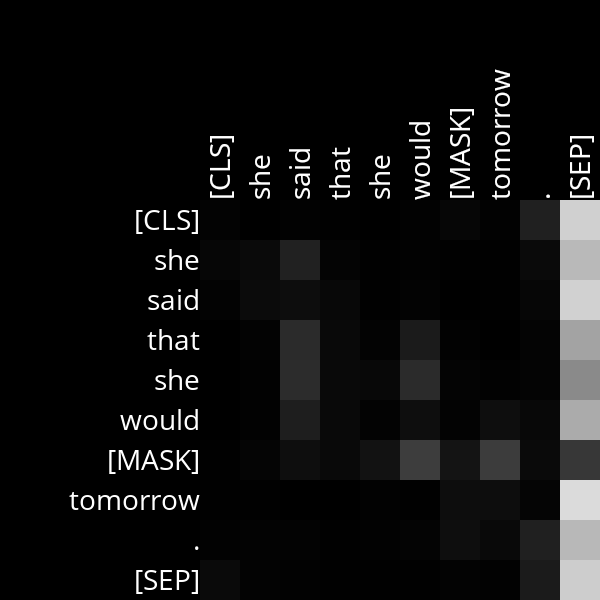 [CLS] she said that she would [MASK] tomorrow . [SEP]
[CLS]
she
said
that
she
would
[MASK]
tomorrow
.
[SEP]